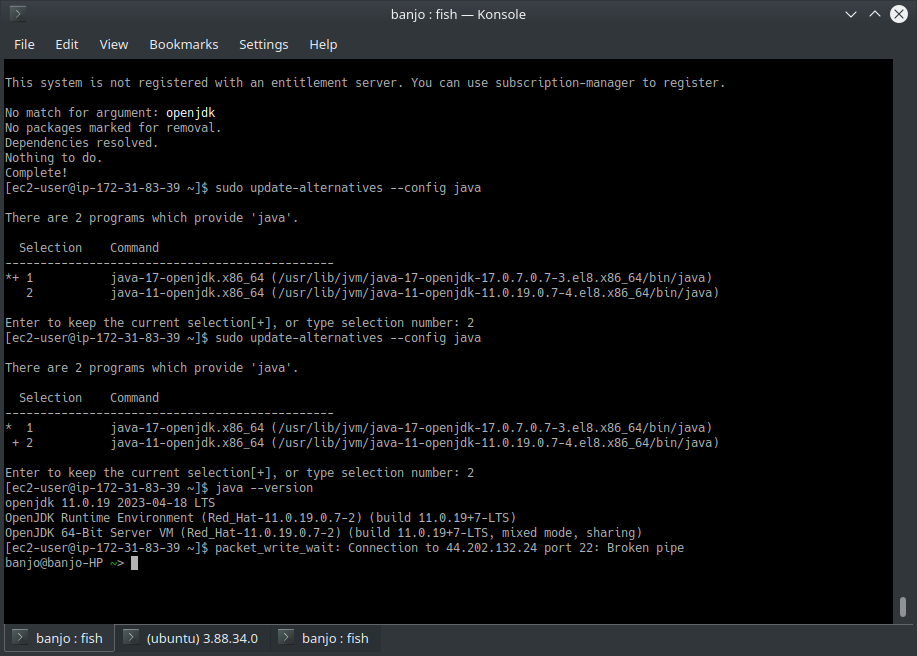 banjo : fish — Konsole
File Edit View Bookmarks Settings Help
This system is not registered with an entitlement server. You can use subscription-manager to register.
No match for argument: openjdk
No packages marked for removal.
Dependencies resolved.
Nothing to do.
Complete!
[ec2-user@ip-172-31-83-39 ~]$ sudo update-alternatives --config java
There are 2 programs which provide 'java'.
  Selection    Command
-----------------------------------------------
*+ 1           java-17-openjdk.x86_64 (/usr/lib/jvm/java-17-openjdk-17.0.7.0.7-3.el8.x86_64/bin/java)
   2           java-11-openjdk.x86_64 (/usr/lib/jvm/java-11-openjdk-11.0.19.0.7-4.el8.x86_64/bin/java)
Enter to keep the current selection[+], or type selection number: 2
[ec2-user@ip-172-31-83-39 ~]$ sudo update-alternatives --config java
There are 2 programs which provide 'java'.
  Selection    Command
-----------------------------------------------
*  1           java-17-openjdk.x86_64 (/usr/lib/jvm/java-17-openjdk-17.0.7.0.7-3.el8.x86_64/bin/java)
 + 2           java-11-openjdk.x86_64 (/usr/lib/jvm/java-11-openjdk-11.0.19.0.7-4.el8.x86_64/bin/java)
Enter to keep the current selection[+], or type selection number: 2
[ec2-user@ip-172-31-83-39 ~]$ java --version
openjdk 11.0.19 2023-04-18 LTS
OpenJDK Runtime Environment (Red_Hat-11.0.19.0.7-2) (build 11.0.19+7-LTS)
OpenJDK 64-Bit Server VM (Red_Hat-11.0.19.0.7-2) (build 11.0.19+7-LTS, mixed mode, sharing)
[ec2-user@ip-172-31-83-39 ~]$ packet_write_wait: Connection to 44.202.132.24 port 22: Broken pipe
banjo@banjo-HP ~>
banjo : fish (ubuntu) 3.88.34.0 banjo : fish